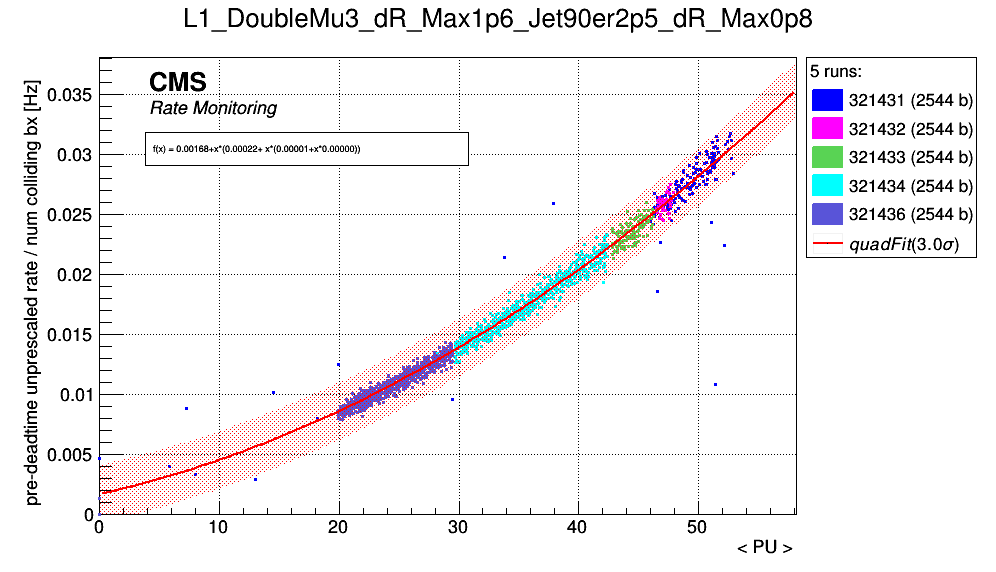 L1_DoubleMu3_dR_Max1p6_Jet90er2p5_dR_Max0p8
pre-deadtime unprescaled rate / num colliding bx [Hz]
CMS
Rate Monitoring
f(x) = 0.00168+x*(0.00022+ x*(0.00001+x*0.00000))
0.035
0.03
0.025
0.02
0.015
0.01
0.005
0
0 10 20 30 40 50
< PU >
5 runs:
321431 (2544 b)
321432 (2544 b)
321433 (2544 b)
321434 (2544 b)
321436 (2544 b)
quadFit(3.0σ)